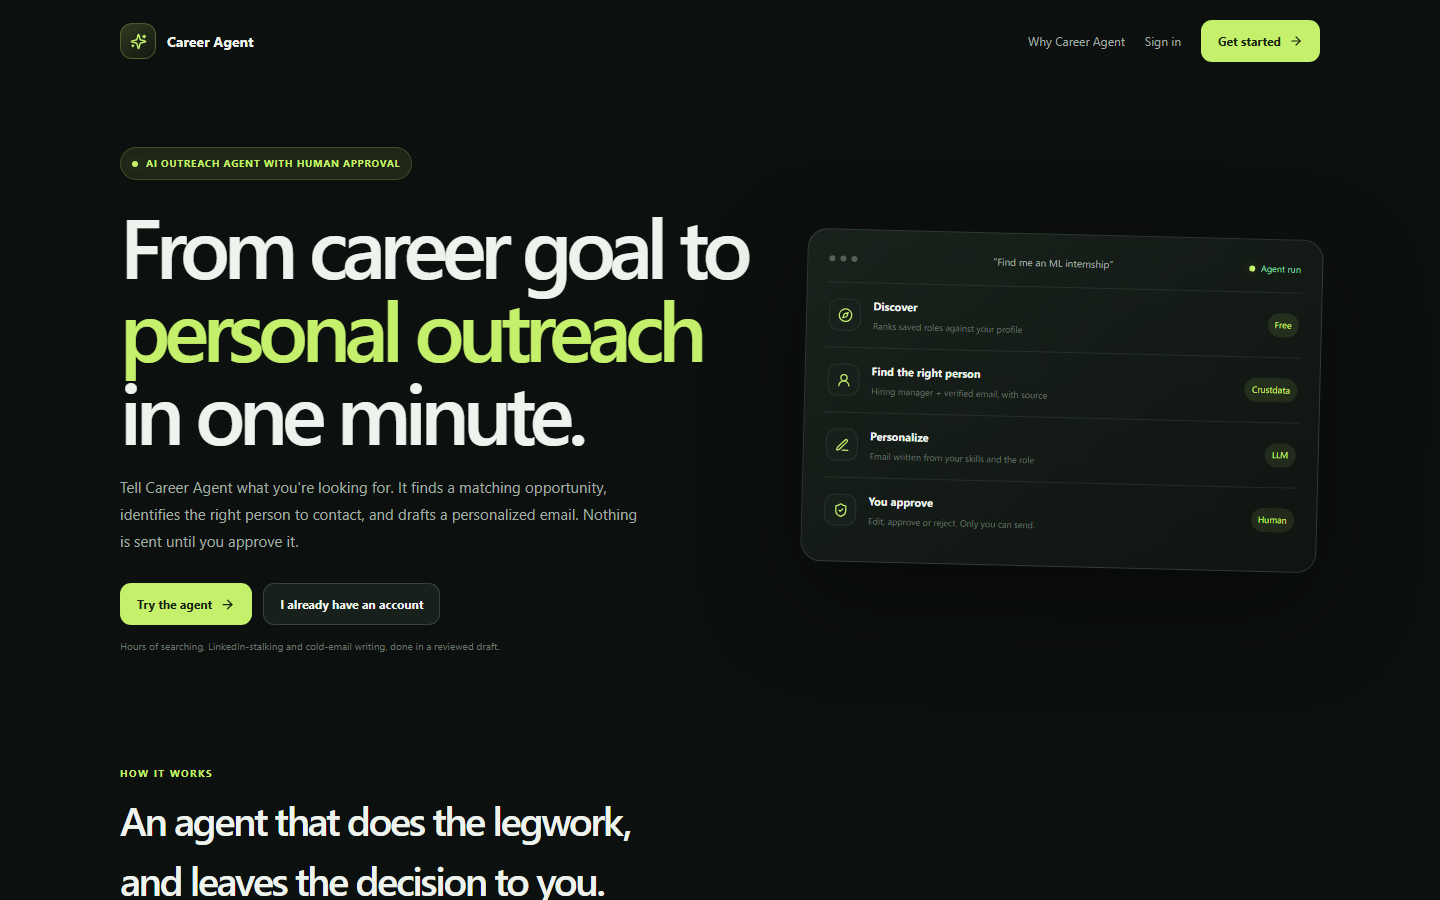 Career Agent
Why Career Agent
Sign in
Get started
AI OUTREACH AGENT WITH HUMAN APPROVAL
From career goal to
personal outreach
in one minute.
Tell Career Agent what you're looking for. It finds a matching opportunity,
identifies the right person to contact, and drafts a personalized email. Nothing
is sent until you approve it.
Try the agent
I already have an account
Hours of searching, LinkedIn-stalking and cold-email writing, done in a reviewed draft.
"Find me an ML internship"
Agent run
Discover
Ranks saved roles against your profile
Free
Find the right person
Hiring manager + verified email, with source
Crustdata
Personalize
Email written from your skills and the role
LLM
You approve
Edit, approve or reject. Only you can send.
Human
HOW IT WORKS
An agent that does the legwork,
and leaves the decision to you.